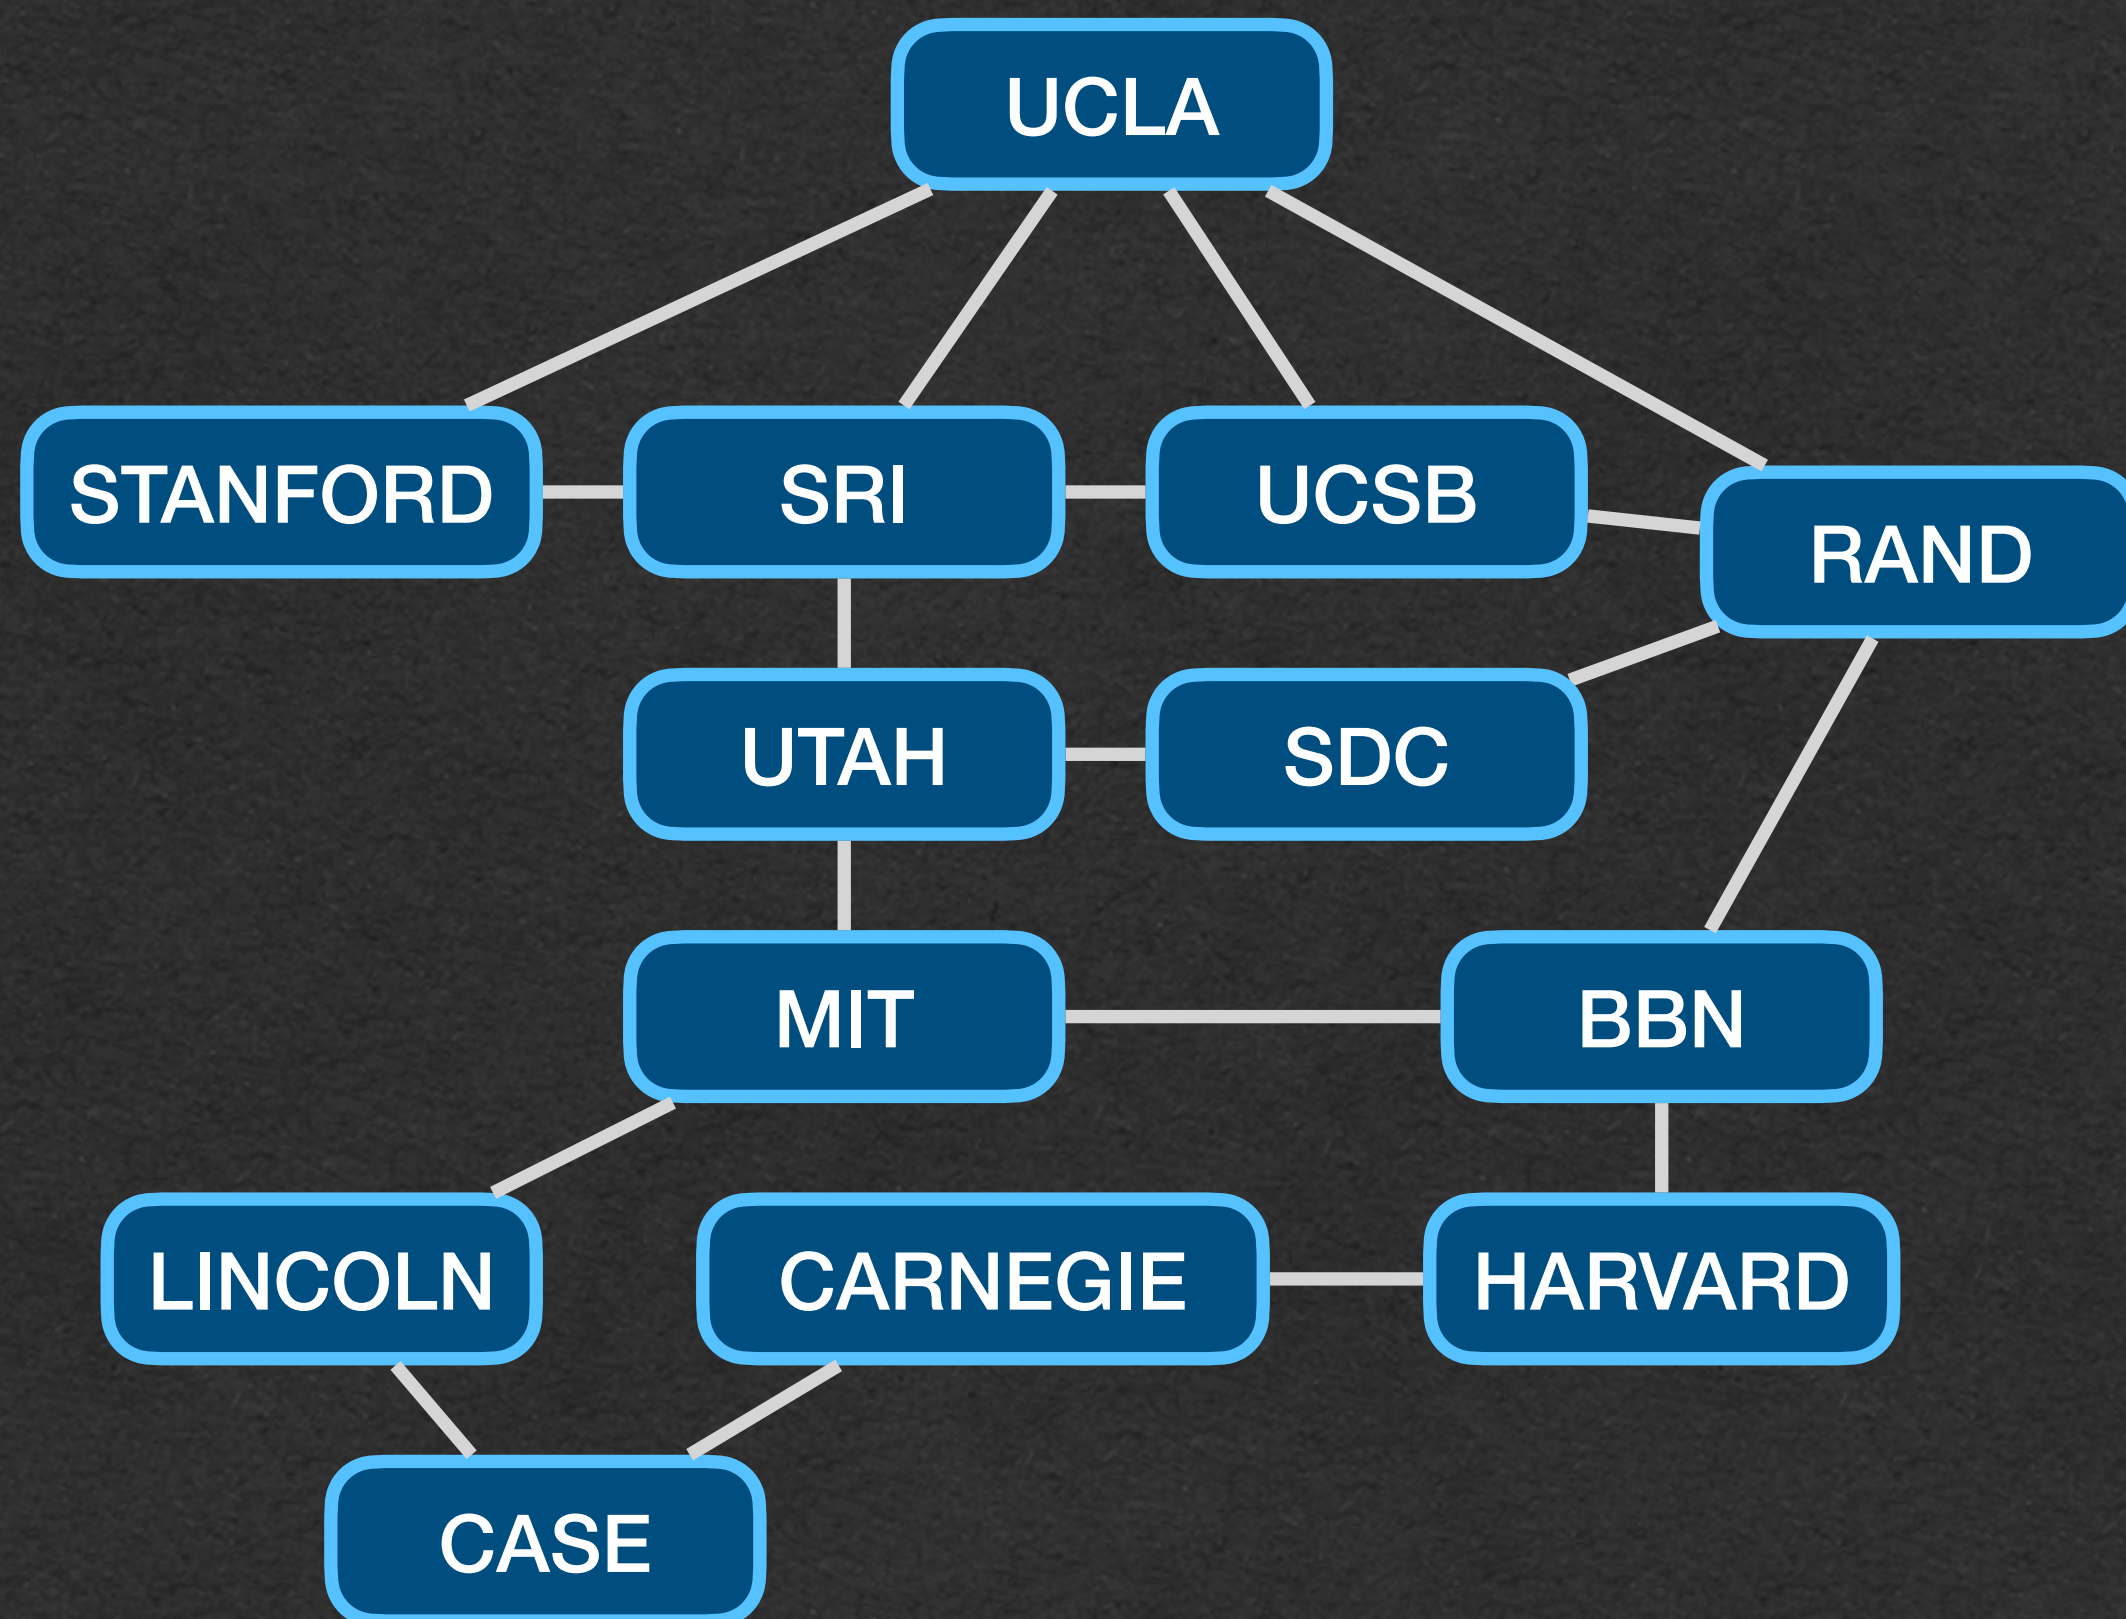 UCLA
STANFORD
SRI
UCSB
RAND
UTAH
SDC
MIT
BBN
LINCOLN
CARNEGIE
HARVARD
CASE